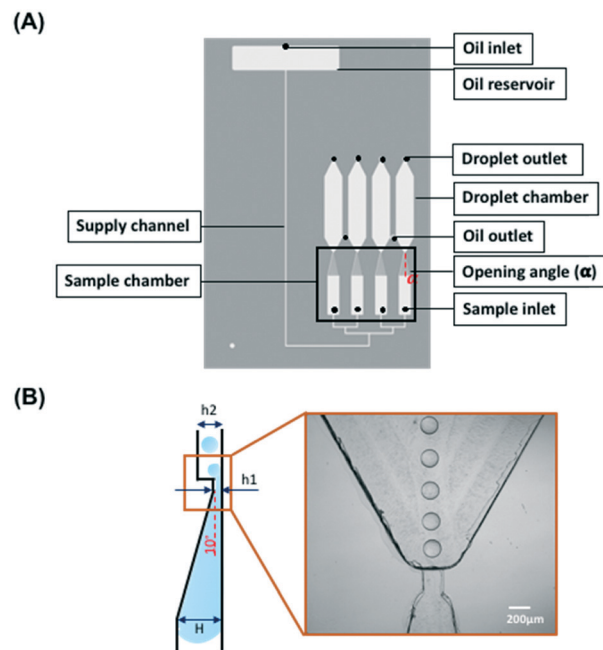 (A)
Oil inlet
Oil reservoir
Droplet outlet
Droplet chamber
Supply channel
Oil outlet
Sample chamber
Opening angle (α)
α
Sample inlet
(B)
h2
h1
10°
H
200μm